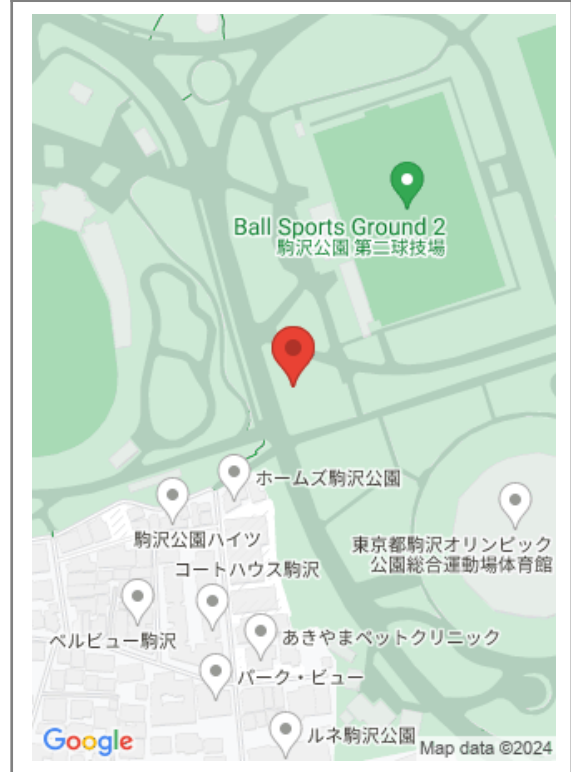 Ball Sports Ground 2
駒沢公園 第二球技場
ホームズ駒沢公園
駒沢公園ハイツ
東京都駒沢オリンピック
公園総合運動場体育館
コートハウス駒沢
ベルビュー駒沢
あきやまペットクリニック
パーク・ビュー
ルネ駒沢公園
Google
Map data ©2024